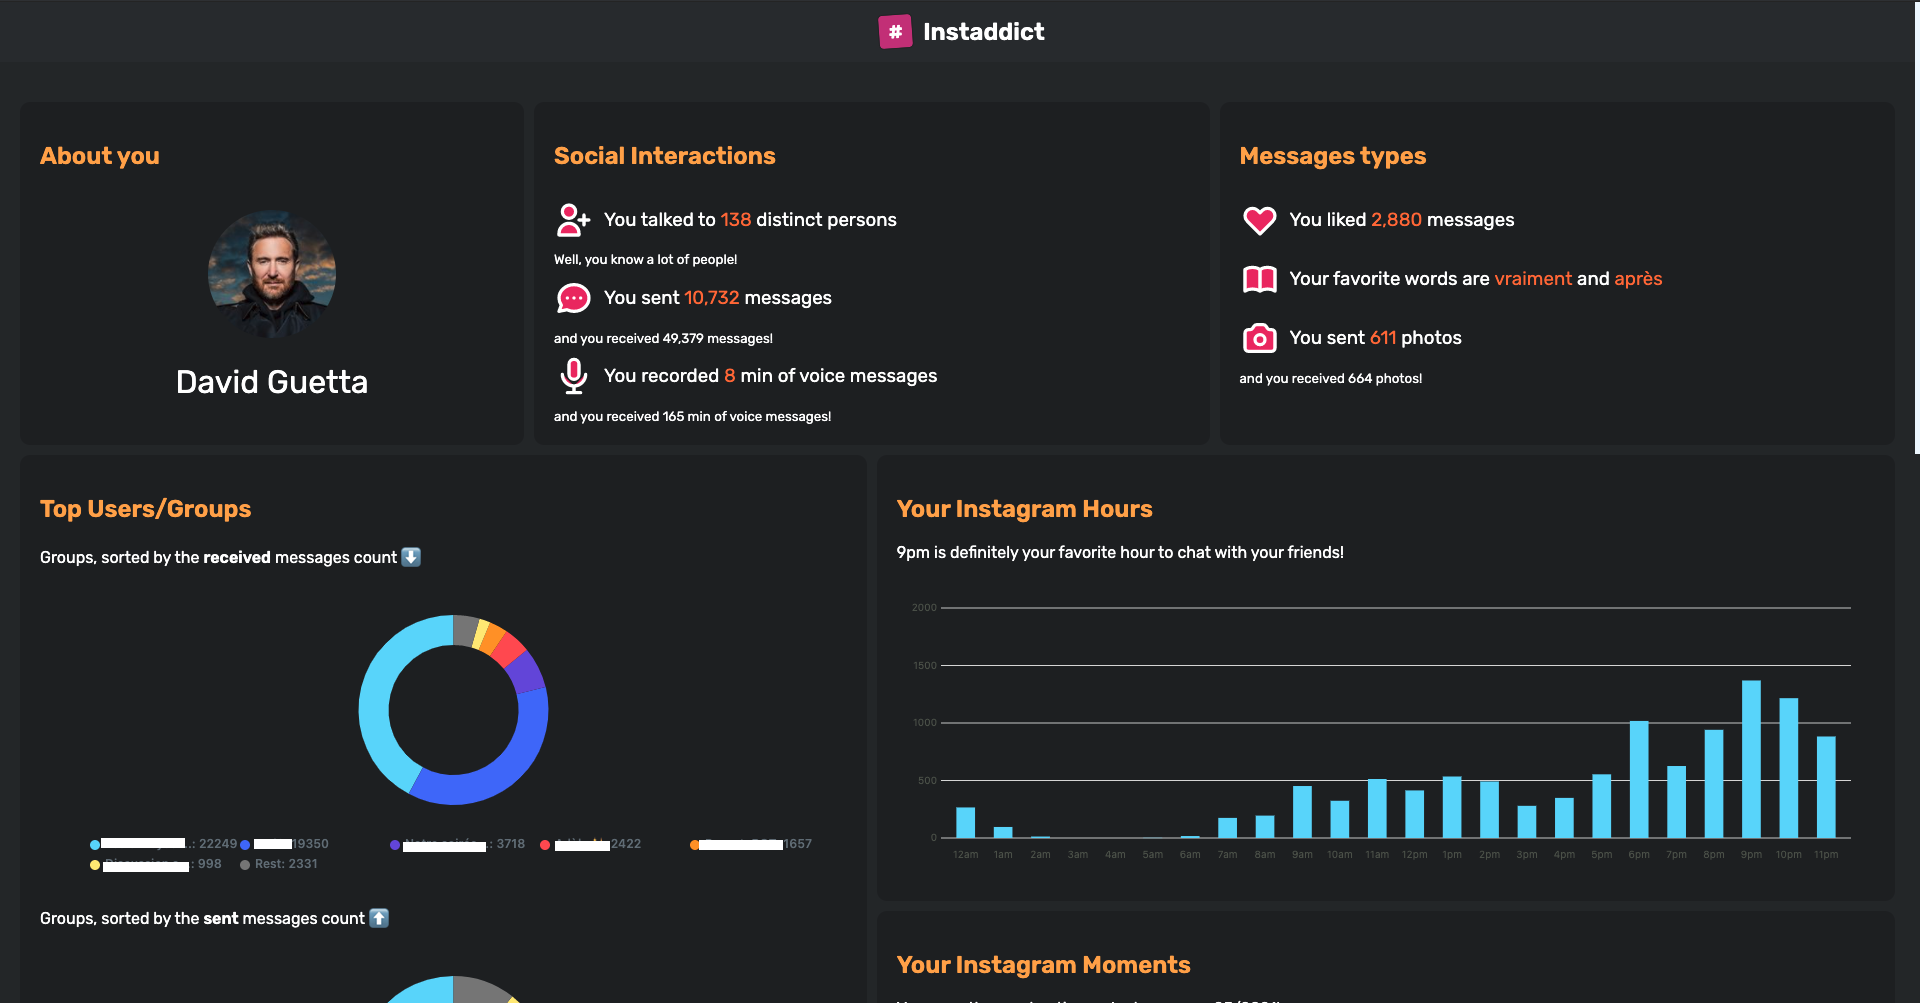 # Instaddict
About you
David Guetta
Social Interactions
You talked to 138 distinct persons
Well, you know a lot of people!
You sent 10,732 messages
and you received 49,379 messages!
You recorded 8 min of voice messages
and you received 165 min of voice messages!
Messages types
You liked 2,880 messages
Your favorite words are vraiment and après
You sent 611 photos
and you received 664 photos!
Top Users/Groups
Groups, sorted by the received messages count
.: 22249 19350 .: 3718 2422 1657
: 998 Rest: 2331
Groups, sorted by the sent messages count
Your Instagram Hours
9pm is definitely your favorite hour to chat with your friends!
2000
1500
1000
500
0
12am 1am 2am 3am 4am 5am 6am 7am 8am 9am 10am 11am 12pm 1pm 2pm 3pm 4pm 5pm 6pm 7pm 8pm 9pm 10pm 11pm
Your Instagram Moments